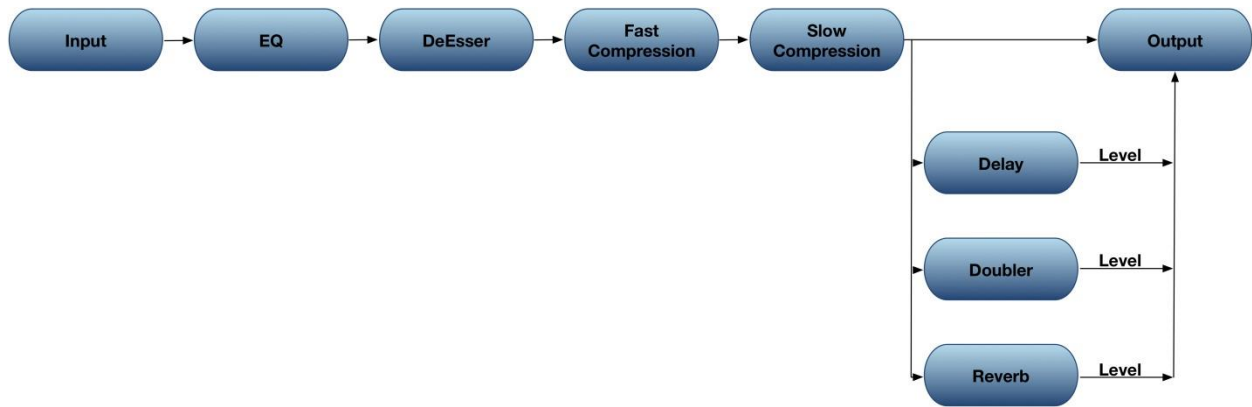 Input
EQ
DeEsser
Fast
Compression
Slow
Compression
Output
Delay
Level
Doubler
Level
Reverb
Level